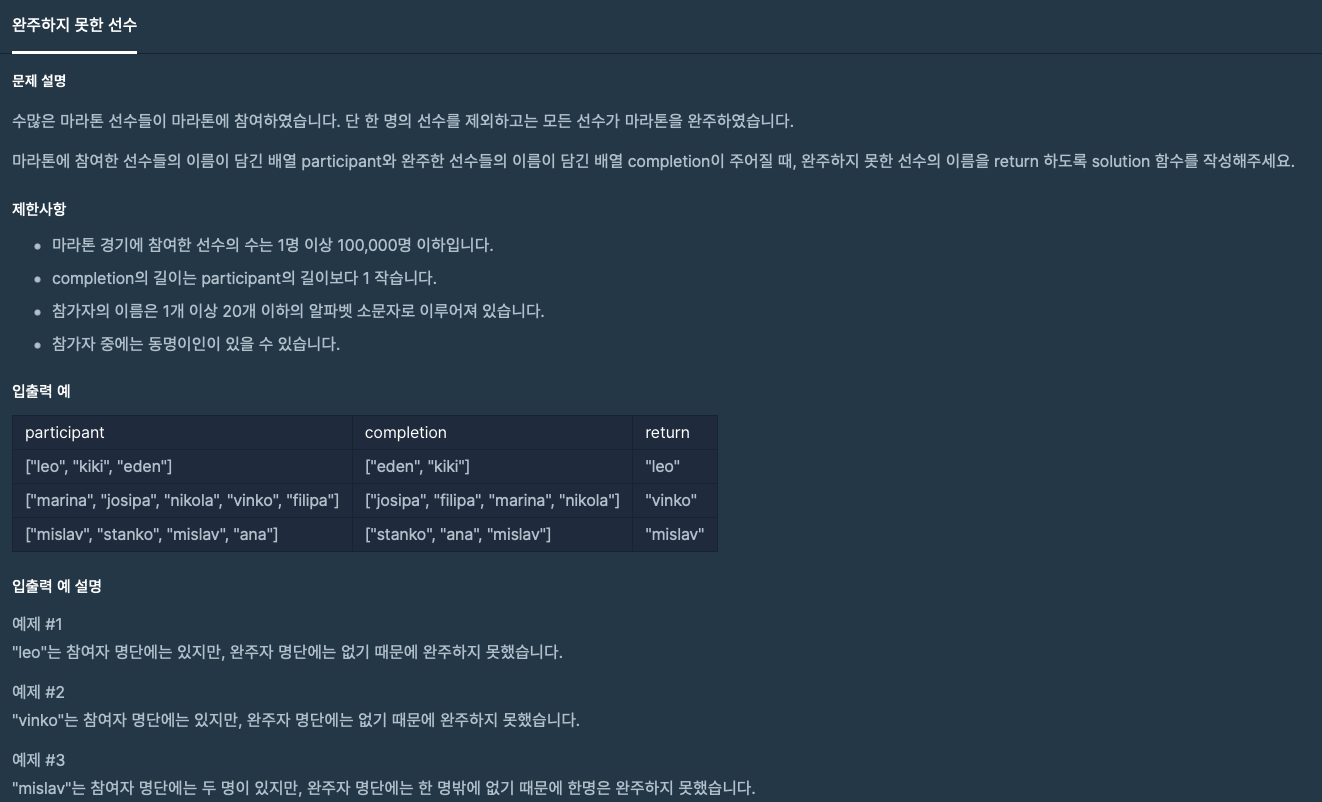 완주하지 못한 선수
문제 설명
수많은 마라톤 선수들이 마라톤에 참여하였습니다. 단 한 명의 선수를 제외하고는 모든 선수가 마라톤을 완주하였습니다.
마라톤에 참여한 선수들의 이름이 담긴 배열 participant와 완주한 선수들의 이름이 담긴 배열 completion이 주어질 때, 완주하지 못한 선수의 이름을 return 하도록 solution 함수를 작성해주세요.
제한사항
• 마라톤 경기에 참여한 선수의 수는 1명 이상 100,000명 이하입니다.
• completion의 길이는 participant의 길이보다 1 작습니다.
• 참가자의 이름은 1개 이상 20개 이하의 알파벳 소문자로 이루어져 있습니다.
• 참가자 중에는 동명이인이 있을 수 있습니다.
입출력 예
participant completion return
["leo", "kiki", "eden"] ["eden", "kiki"] "leo"
["marina", "josipa", "nikola", "vinko", "filipa"] ["josipa", "filipa", "marina", "nikola"] "vinko"
["mislav", "stanko", "mislav", "ana"] ["stanko", "ana", "mislav"] "mislav"
입출력 예 설명
예제 #1
"leo"는 참여자 명단에는 있지만, 완주자 명단에는 없기 때문에 완주하지 못했습니다.
예제 #2
"vinko"는 참여자 명단에는 있지만, 완주자 명단에는 없기 때문에 완주하지 못했습니다.
예제 #3
"mislav"는 참여자 명단에는 두 명이 있지만, 완주자 명단에는 한 명밖에 없기 때문에 한명은 완주하지 못했습니다.